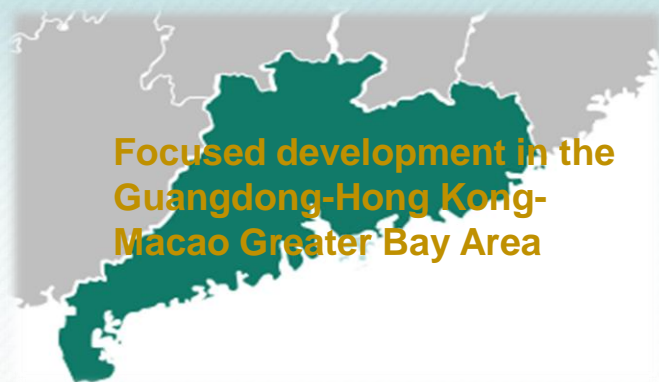 Focused development in the
Guangdong-Hong Kong-
Macao Greater Bay Area